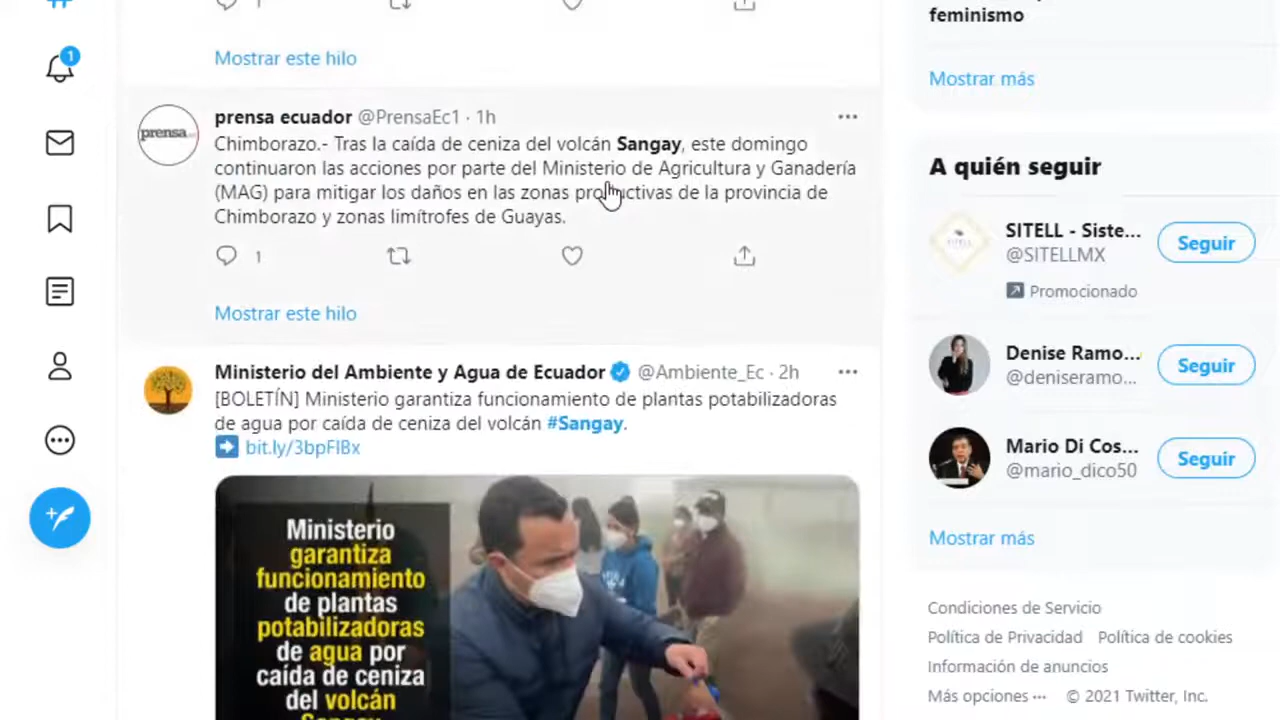 1
Mostrar este hilo
prensa ecuador @PrensaEc1 · 1h
Chimborazo.- Tras la caída de ceniza del volcán Sangay, este domingo
continuaron las acciones por parte del Ministerio de Agricultura y Ganadería
(MAG) para mitigar los daños en las zonas productivas de la provincia de
Chimborazo y zonas limítrofes de Guayas.
1
Mostrar este hilo
prensa
Ministerio del Ambiente y Agua de Ecuador @Ambiente_Ec · 2h
[BOLETÍN] Ministerio garantiza funcionamiento de plantas potabilizadoras
de agua por caída de ceniza del volcán #Sangay.
bit.ly/3bpFIBx
Ministerio
garantiza
funcionamiento
de plantas
potabilizadoras
de agua por
caída de ceniza
del volcán
Sangay
feminismo
Mostrar más
A quién seguir
SITELL - Siste...
@SITELLMX
Promocionado
Seguir
Denise Ramo...
@deniseramo...
Seguir
Mario Di Cos...
@mario_dico50
Seguir
Mostrar más
Condiciones de Servicio
Política de Privacidad Política de cookies
Información de anuncios
Más opciones ··· © 2021 Twitter, Inc.